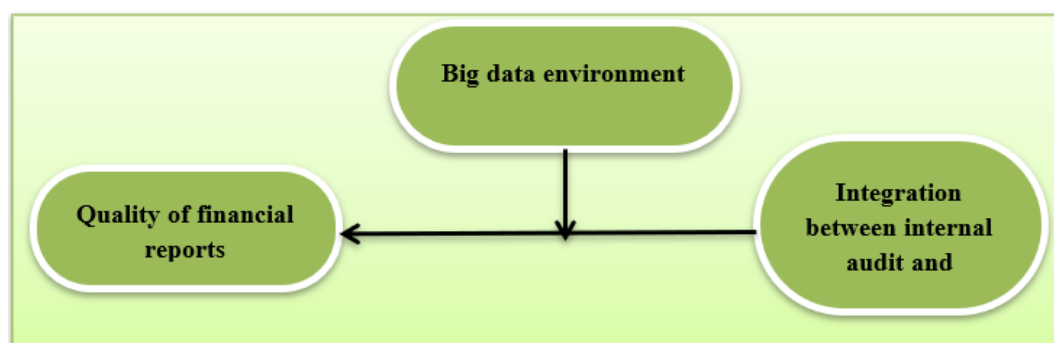 Big data environment
Quality of financial
reports
Integration
between internal
audit and